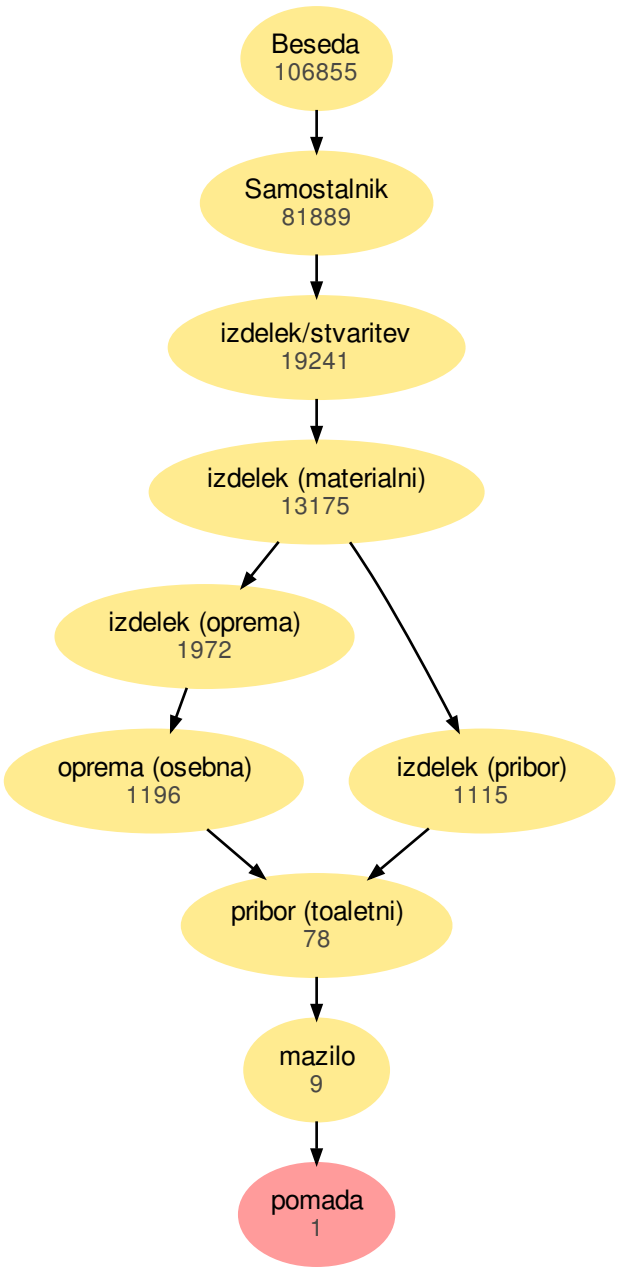 Beseda
106855
Samostalnik
81889
izdelek/stvaritev
19241
izdelek (materialni)
13175
izdelek (oprema)
1972
oprema (osebna)
1196
izdelek (pribor)
1115
pribor (toaletni)
78
mazilo
9
pomada
1